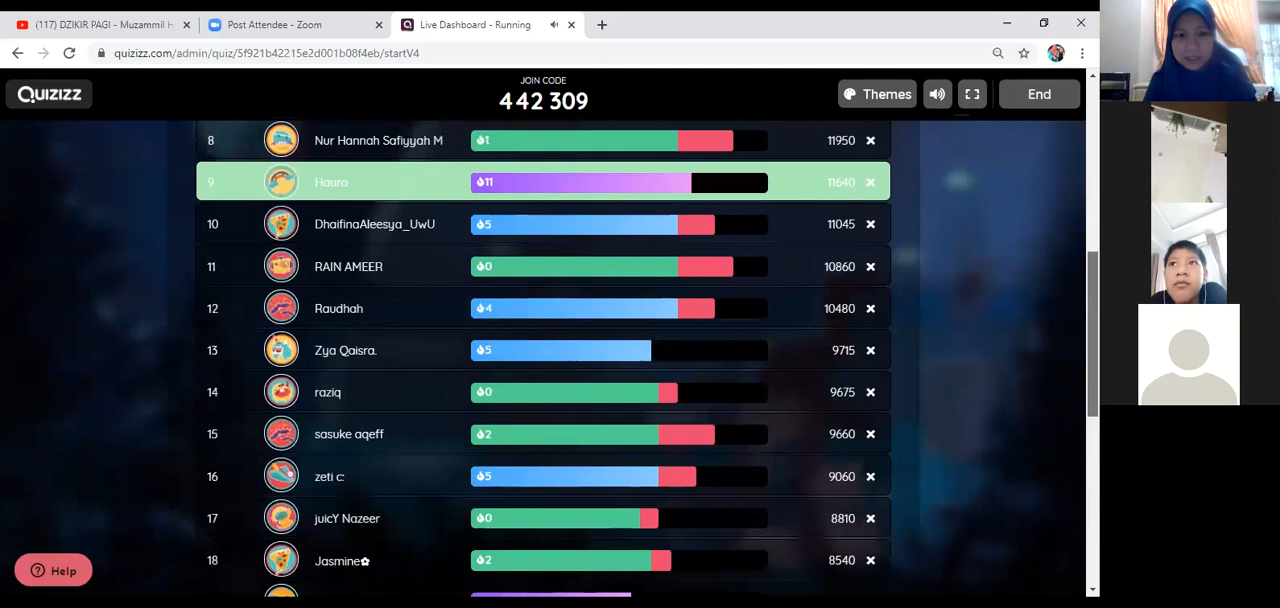 (117) DZIKIR PAGI - Muzammil H
Post Attendee - Zoom
Live Dashboard - Running
quizizz.com/admin/quiz/5f921b42215e2d001b08f4eb/startV4
QUIZIZZ
JOIN CODE
442 309
Themes
End
8 Nur Hannah Safiyyah M 1 11950
9 Haura 11 11640
10 DhaifinaAleesya_UwU 5 11045
11 RAIN AMEER 0 10860
12 Raudhah 4 10480
13 Zya Qaisra. 5 9715
14 raziq 0 9675
15 sasuke aqeff 2 9660
16 zeti c: 5 9060
17 juicY Nazeer 0 8810
18 Jasmine✿ 2 8540
Help